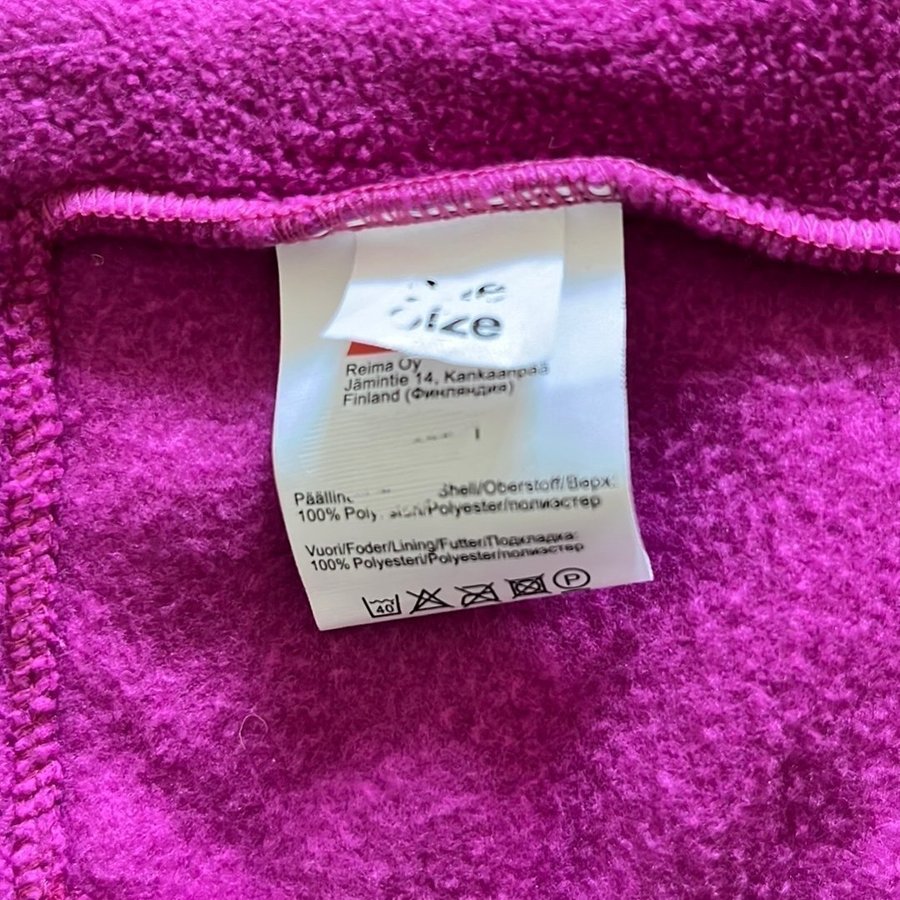 Size
Reima Oy
Jämintie 14, Kankaanpää
Finland (Финляндия)
Shell/Oberstoff/Верх:
100% /Polyester/полиэстер
Vuori/Foder/Lining/Futter/Подкладка:
100% Polyesteri/Polyester/полиэстер
40 P